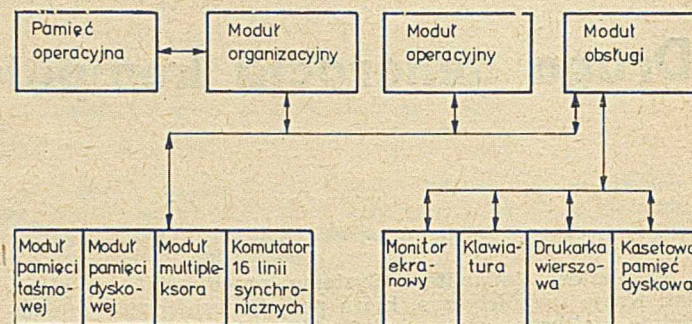 Pamięć
operacyjna
Moduł
organizacyjny
Moduł
operacyjny
Moduł
obsługi
Moduł
pamięci
taśmo-
wej
Moduł
pamięci
dysko-
wej
Moduł
multiple-
ksora
Komutator
16 linii
synchro-
nicznych
Monitor
ekra-
nowy
Klawia-
tura
Drukarka
wierszo-
wa
Kasetowa
pamięć
dyskowa